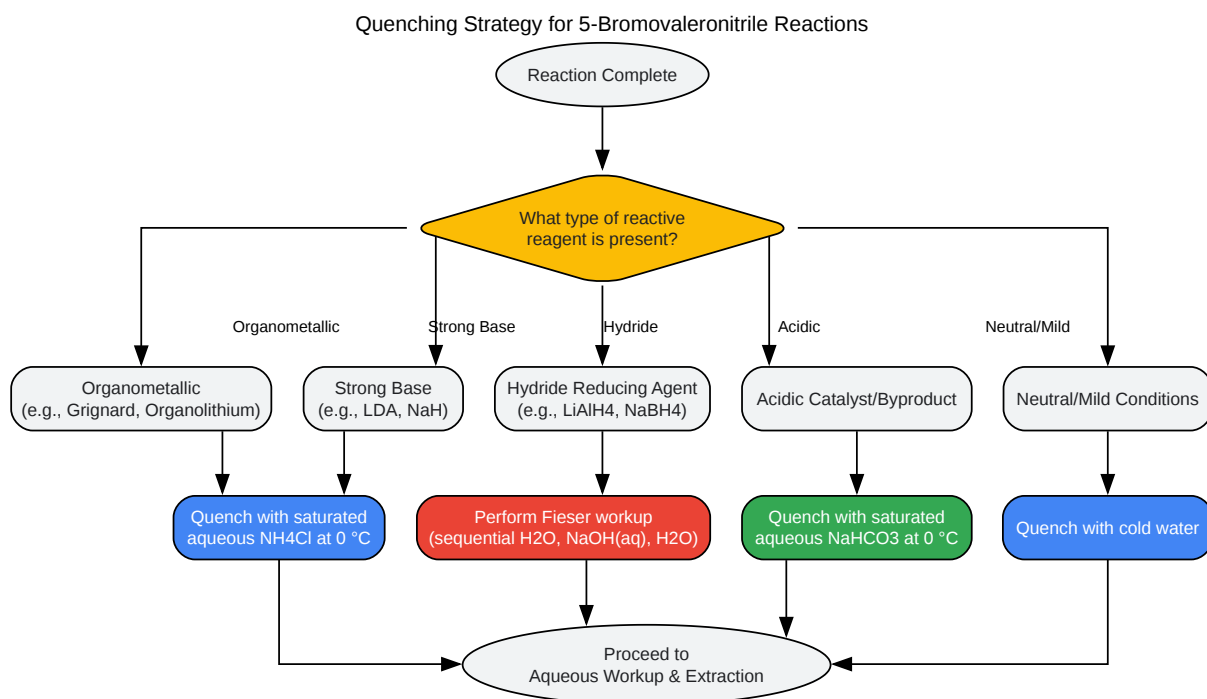 Quenching Strategy for 5-Bromovaleronitrile Reactions
Reaction Complete
What type of reactive
reagent is present?
Organometallic
Strong Base
Hydride
Acidic
Neutral/Mild
Organometallic
(e.g., Grignard, Organolithium)
Strong Base
(e.g., LDA, NaH)
Hydride Reducing Agent
(e.g., LiAlH4, NaBH4)
Acidic Catalyst/Byproduct
Neutral/Mild Conditions
Quench with saturated
aqueous NH4Cl at 0 °C
Perform Fieser workup
(sequential H2O, NaOH(aq), H2O)
Quench with saturated
aqueous NaHCO3 at 0 °C
Quench with cold water
Proceed to
Aqueous Workup & Extraction